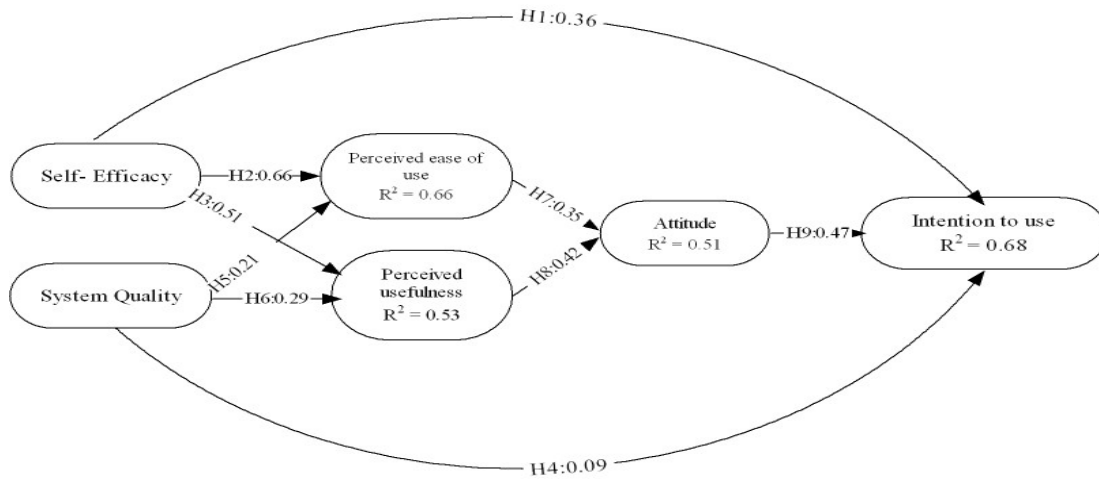 H1:0.36
Self- Efficacy
H2:0.66
Perceived ease of
use
R² = 0.66
H3:0.51
H7:0.35
Attitude
R² = 0.51
H9:0.47
Intention to use
R² = 0.68
System Quality
H5:0.21
H6:0.29
Perceived
usefulness
R² = 0.53
H8:0.42
H4:0.09